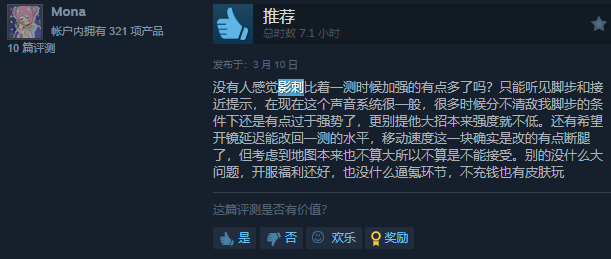 Mona
帐户内拥有 321 项产品
10 篇评测
推荐
总时数 7.1 小时
发布于：3 月 10 日
没有人感觉影刺比着一测时候加强的有点多了吗？只能听见脚步和接
近提示，在现在这个声音系统很一般，很多时候分不清敌我脚步的条
件下还是有点过于强势了，更别提他大招本来强度就不低。还有希望
开镜延迟能改回一测的水平，移动速度这一块确实是改的有点断腿
了，但考虑到地图本来也不算大所以不算是不能接受。别的没什么大
问题，开服福利还好，也没什么逼氪环节，不充钱也有皮肤玩
这篇评测是否有价值？
是
否
欢乐
奖励